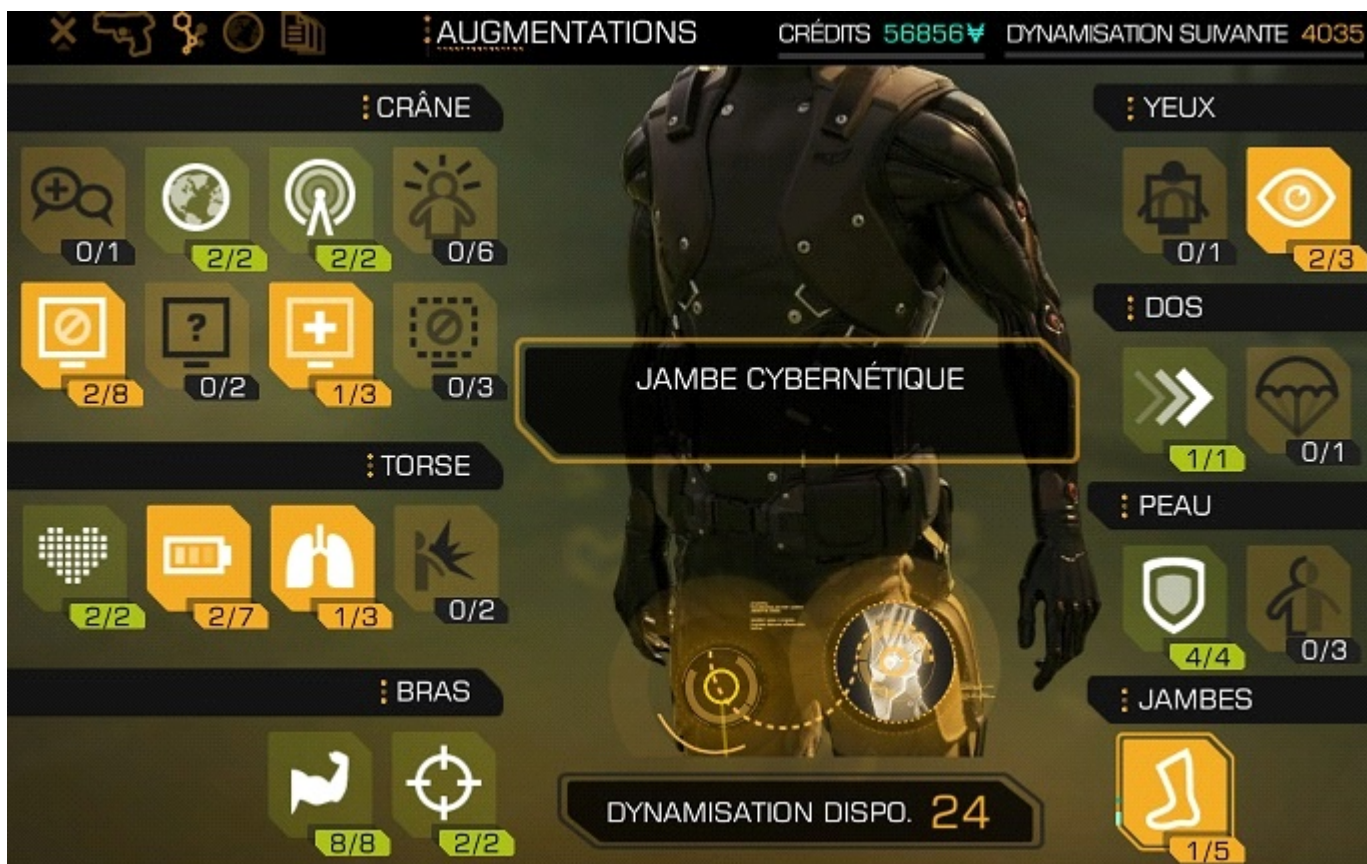 AUGMENTATIONS
CRÉDITS 56856
DYNAMISATION SUIVANTE 4035
CRÂNE
0/1 2/2 2/2 0/6
2/8 0/2 1/3 0/3
TORSE
2/2 2/7 1/3 0/2
BRAS
8/8 2/2
JAMBE CYBERNÉTIQUE
DYNAMISATION DISPO. 24
YEUX
0/1 2/3
DOS
1/1 0/1
PEAU
4/4 0/3
JAMBES
1/5